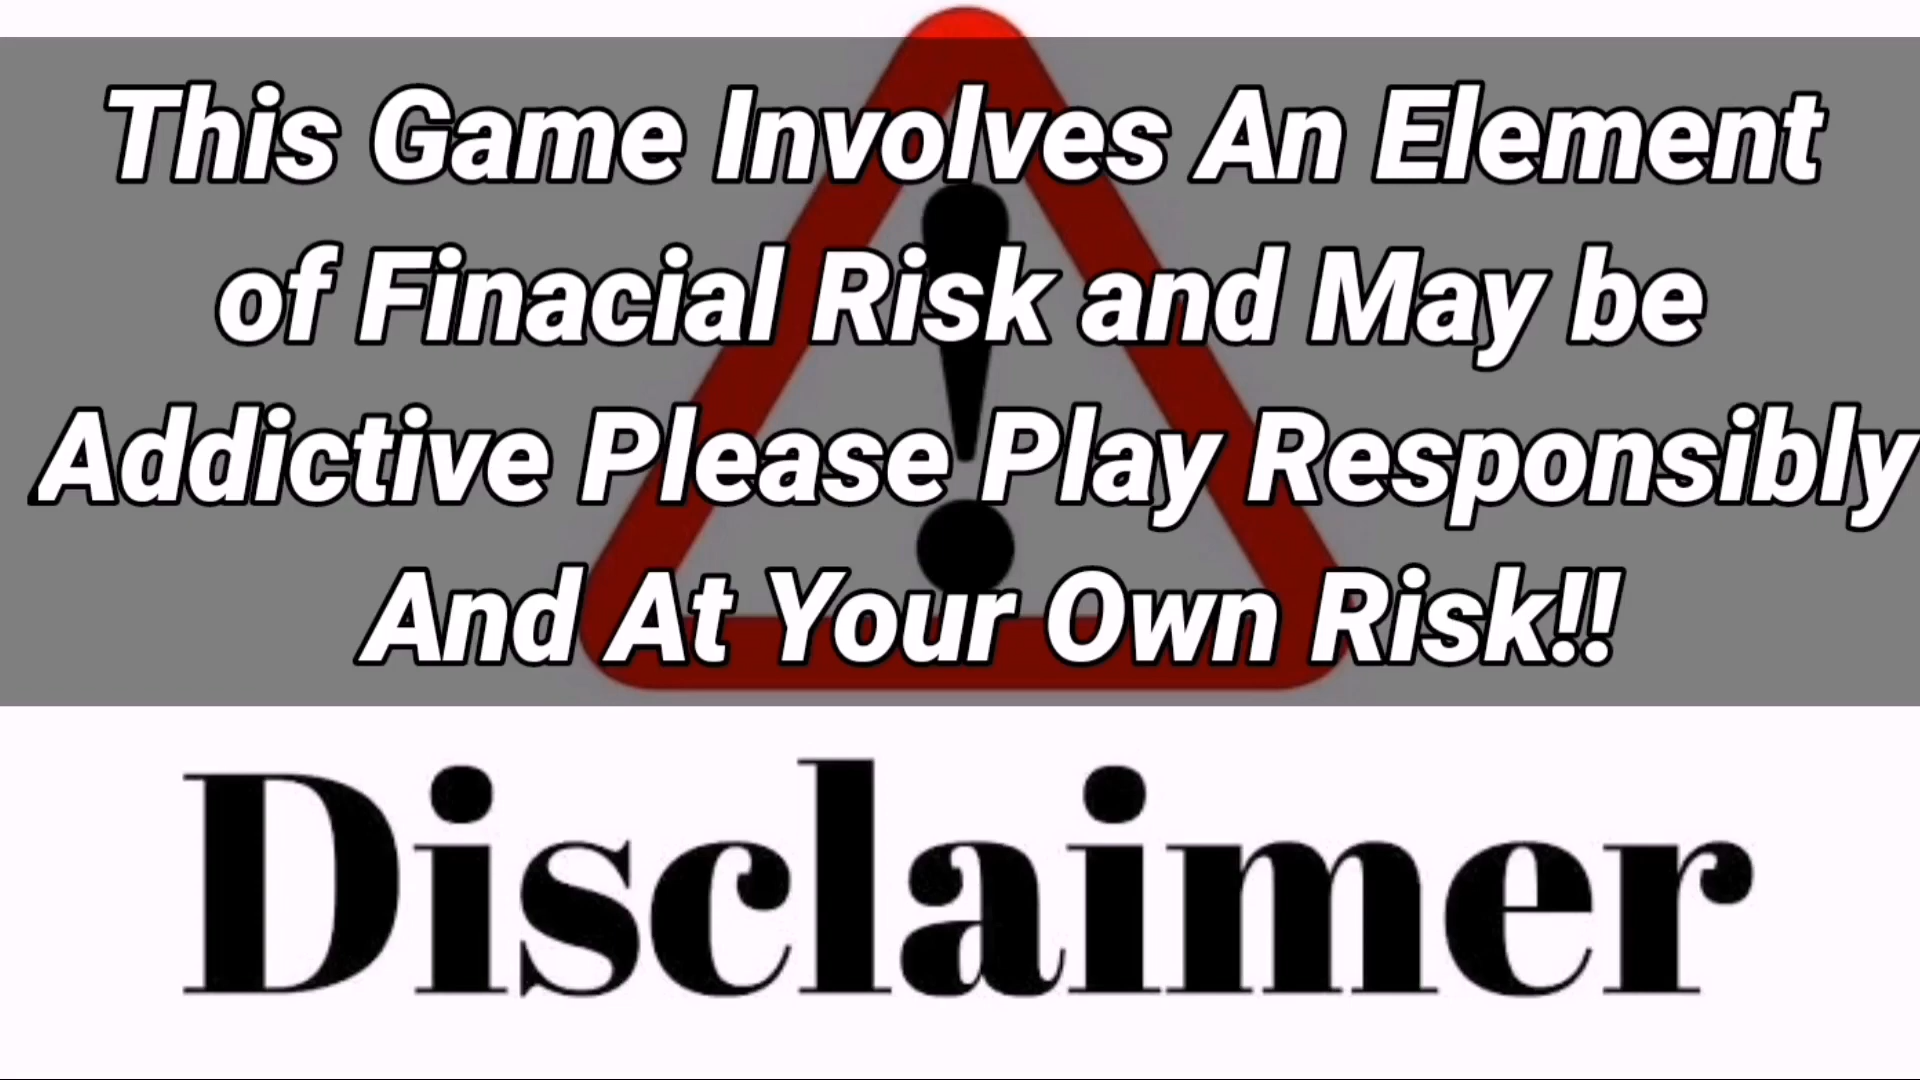 This Game Involves An Element
of Finacial Risk and May be
Addictive Please Play Responsibly
And At Your Own Risk!!
Disclaimer